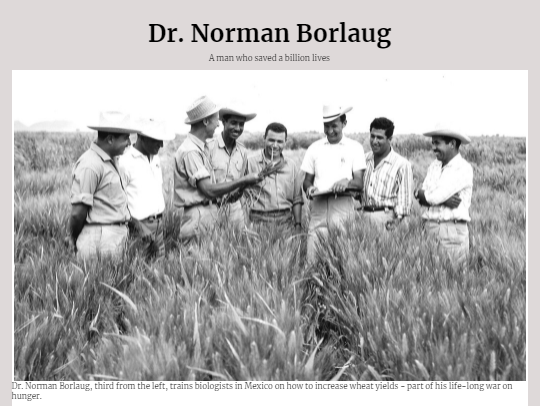 Dr. Norman Borlaug
A man who saved a billion lives
Dr. Norman Borlaug, third from the left, trains biologists in Mexico on how to increase wheat yields - part of his life-long war on
hunger.